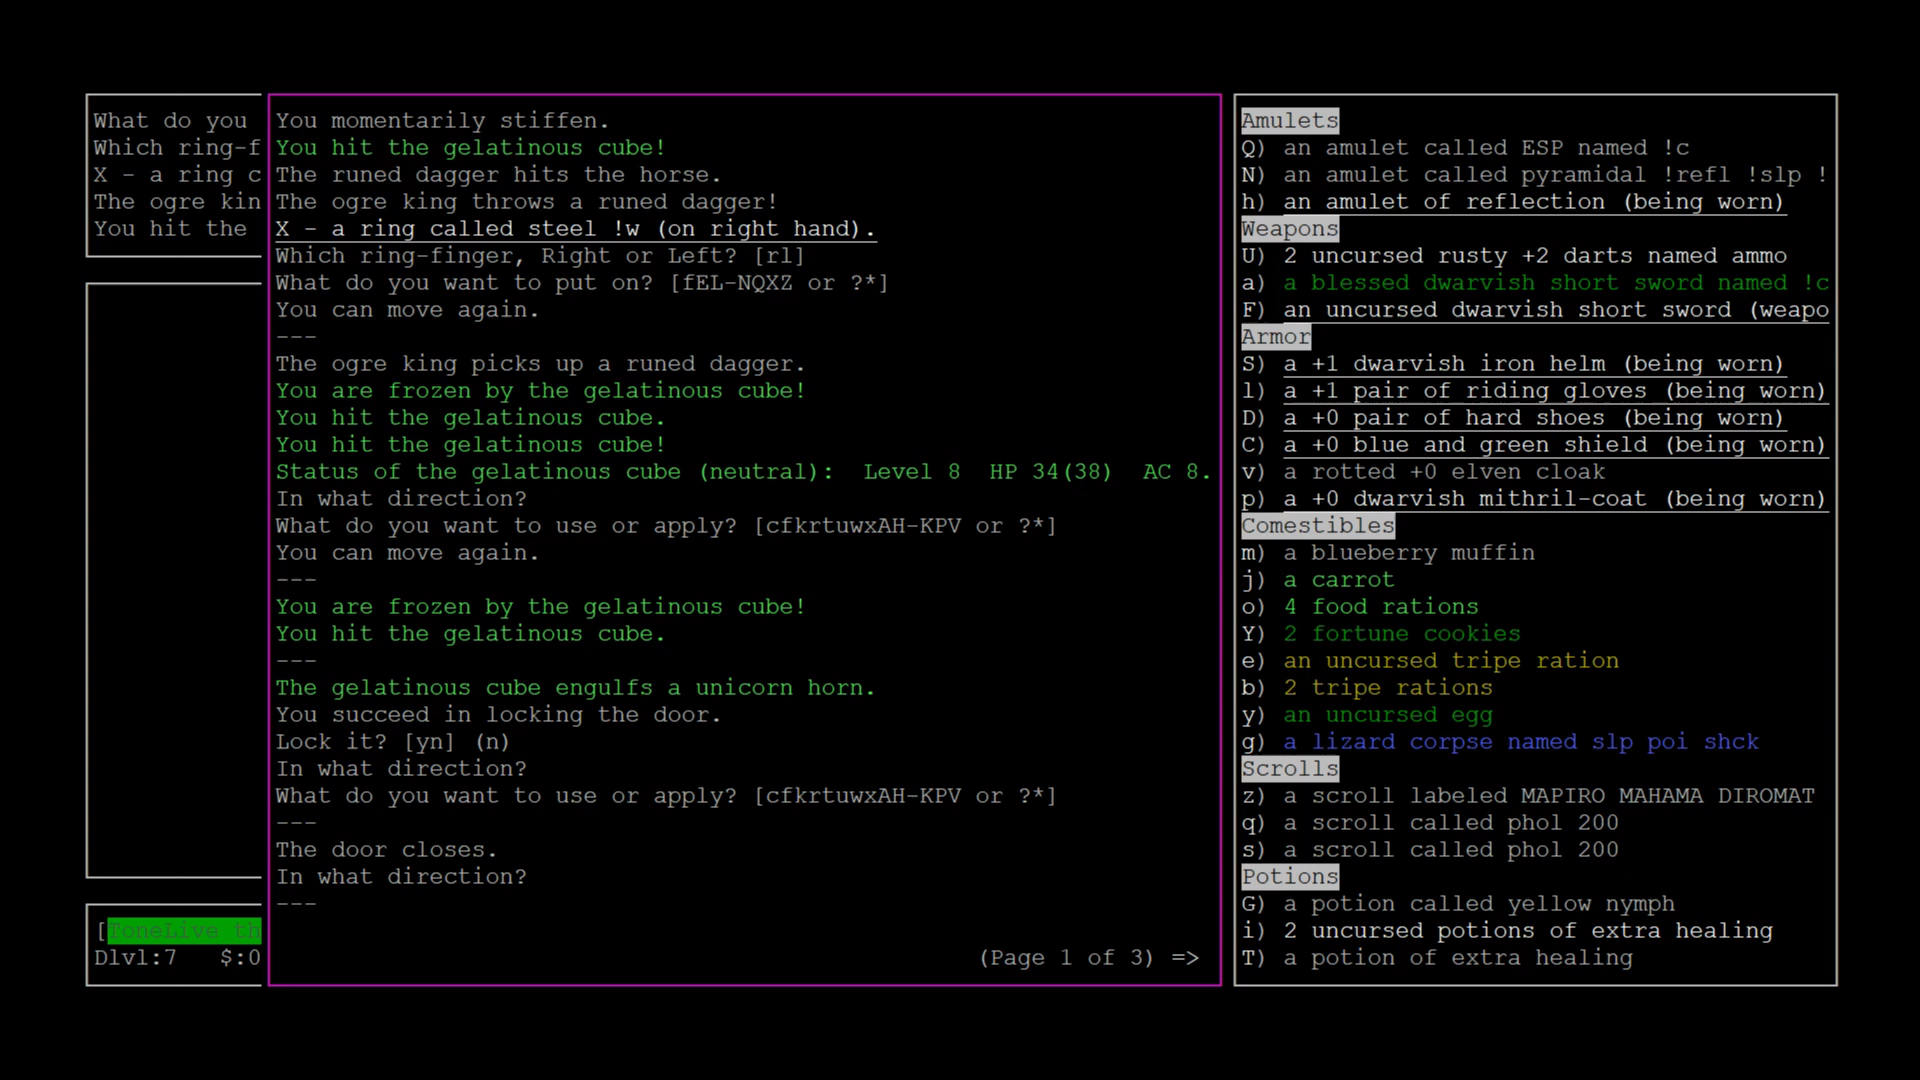 What do you
Which ring-f
X - a ring c
The ogre kin
You hit the
You momentarily stiffen.
You hit the gelatinous cube!
The runed dagger hits the horse.
The ogre king throws a runed dagger!
X - a ring called steel !w (on right hand).
Which ring-finger, Right or Left? [rl]
What do you want to put on? [fEL-NQXZ or ?*]
You can move again.
---
The ogre king picks up a runed dagger.
You are frozen by the gelatinous cube!
You hit the gelatinous cube.
You hit the gelatinous cube!
Status of the gelatinous cube (neutral):  Level 8  HP 34(38)  AC 8.
In what direction?
What do you want to use or apply? [cfkrtuwxAH-KPV or ?*]
You can move again.
---
You are frozen by the gelatinous cube!
You hit the gelatinous cube.
---
The gelatinous cube engulfs a unicorn horn.
You succeed in locking the door.
Lock it? [yn] (n)
In what direction?
What do you want to use or apply? [cfkrtuwxAH-KPV or ?*]
---
The door closes.
In what direction?
---
(Page 1 of 3) =>
[ToneLive th
Dlvl:7   $:0
Amulets
Q) an amulet called ESP named !c
N) an amulet called pyramidal !refl !slp !
h) an amulet of reflection (being worn)
Weapons
U) 2 uncursed rusty +2 darts named ammo
a) a blessed dwarvish short sword named !c
F) an uncursed dwarvish short sword (weapo
Armor
S) a +1 dwarvish iron helm (being worn)
l) a +1 pair of riding gloves (being worn)
D) a +0 pair of hard shoes (being worn)
C) a +0 blue and green shield (being worn)
v) a rotted +0 elven cloak
p) a +0 dwarvish mithril-coat (being worn)
Comestibles
m) a blueberry muffin
j) a carrot
o) 4 food rations
Y) 2 fortune cookies
e) an uncursed tripe ration
b) 2 tripe rations
y) an uncursed egg
g) a lizard corpse named slp poi shck
Scrolls
z) a scroll labeled MAPIRO MAHAMA DIROMAT
q) a scroll called phol 200
s) a scroll called phol 200
Potions
G) a potion called yellow nymph
i) 2 uncursed potions of extra healing
T) a potion of extra healing